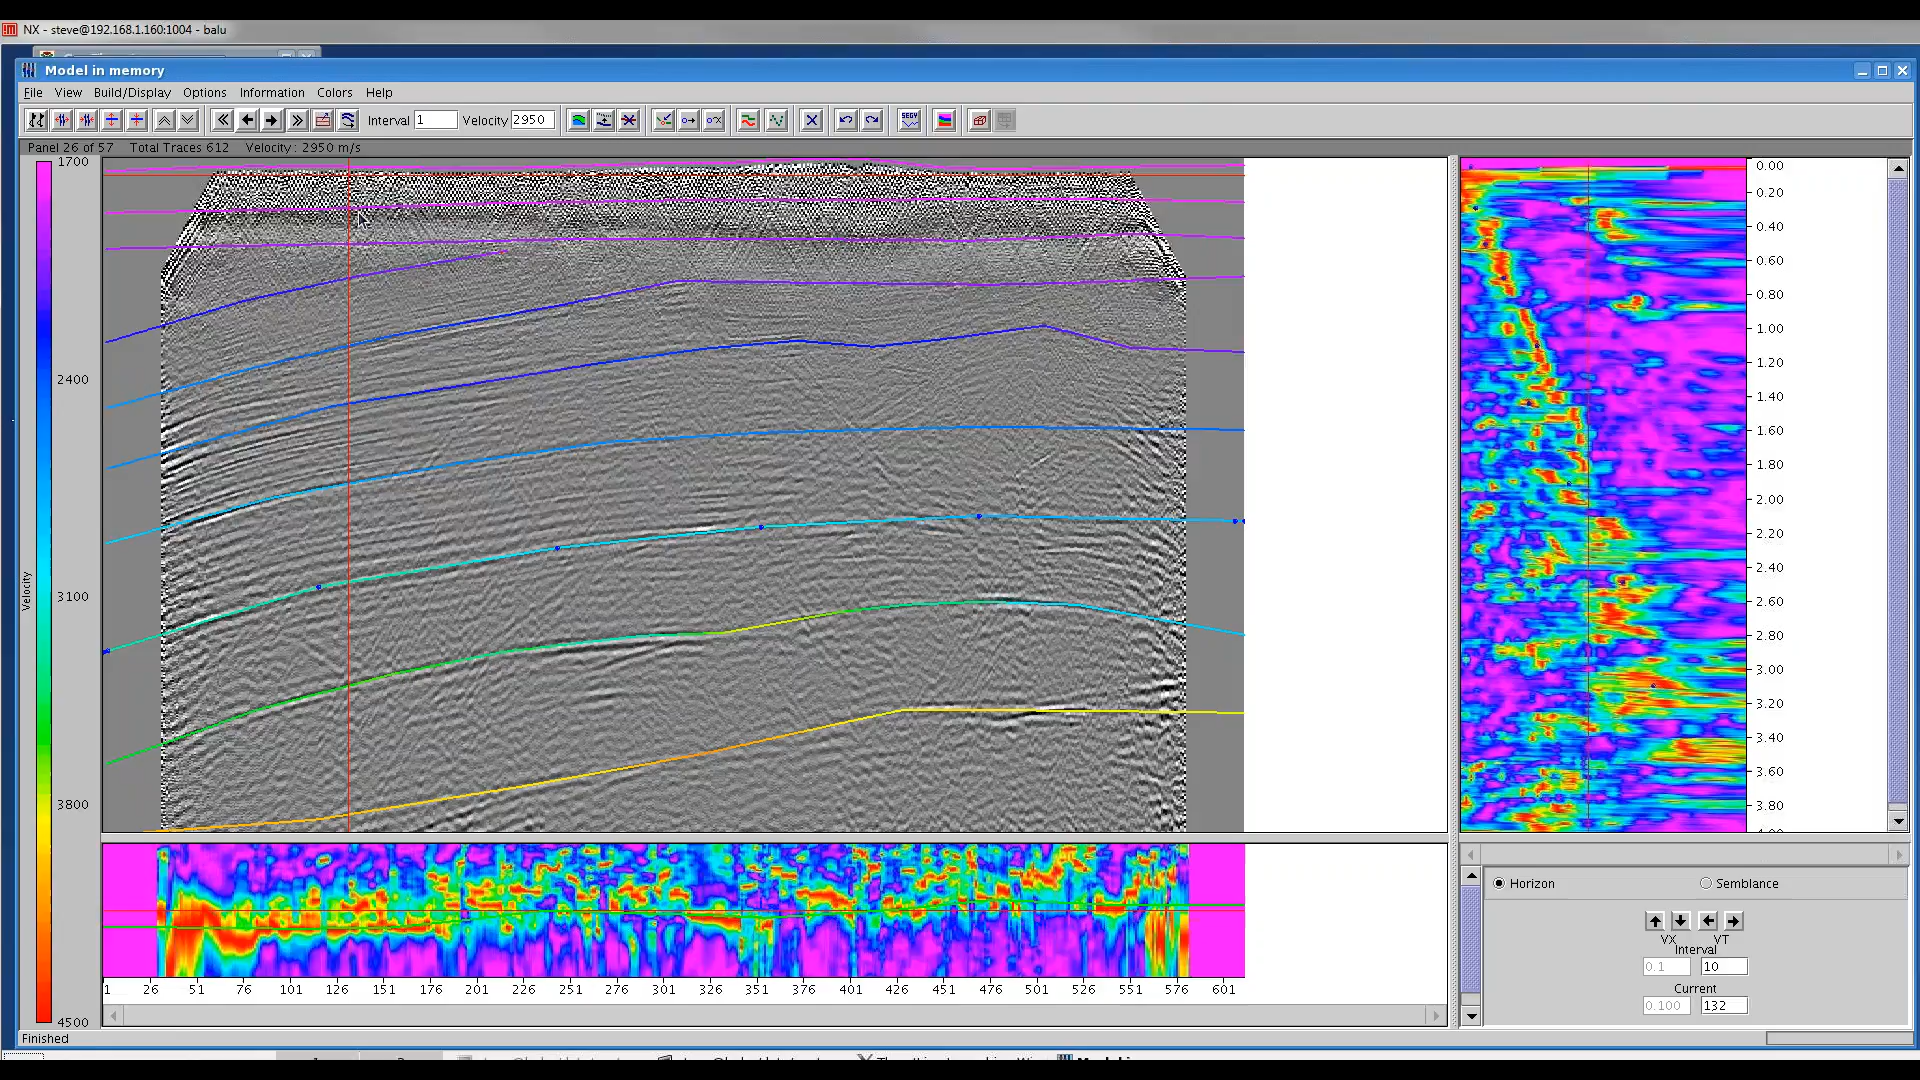 NX - steve@192.168.1.160:1004 - balu
Model in memory
File View Build/Display Options Information Colors Help
Interval 1 Velocity 2950
SEGY
Panel 26 of 57 Total Traces 612 Velocity : 2950 m/s
1700
2400
3100
3800
4500
Velocity
0.00
0.20
0.40
0.60
0.80
1.00
1.20
1.40
1.60
1.80
2.00
2.20
2.40
2.60
2.80
3.00
3.20
3.40
3.60
3.80
1 26 51 76 101 126 151 176 201 226 251 276 301 326 351 376 401 426 451 476 501 526 551 576 601
Horizon Semblance
VX VT
Interval
0.1 10
Current
0.100 132
Finished